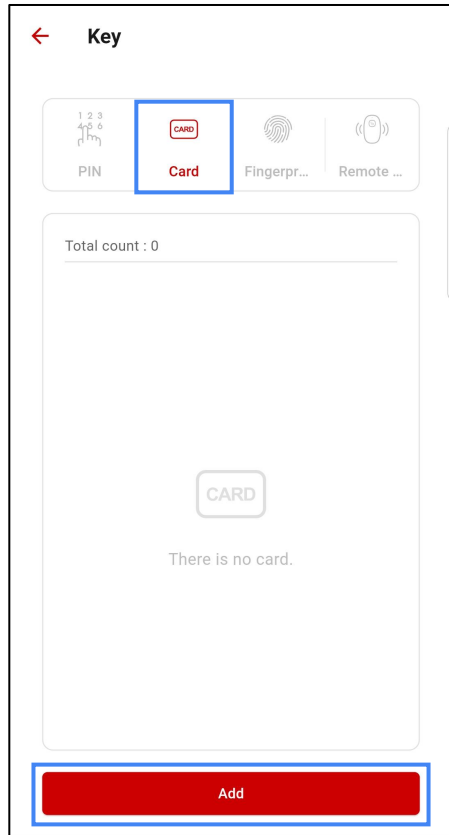 Key
1 2 3
4 5 6
CARD
PIN
Card
Fingerpr...
Remote ...
Total count : 0
CARD
There is no card.
Add